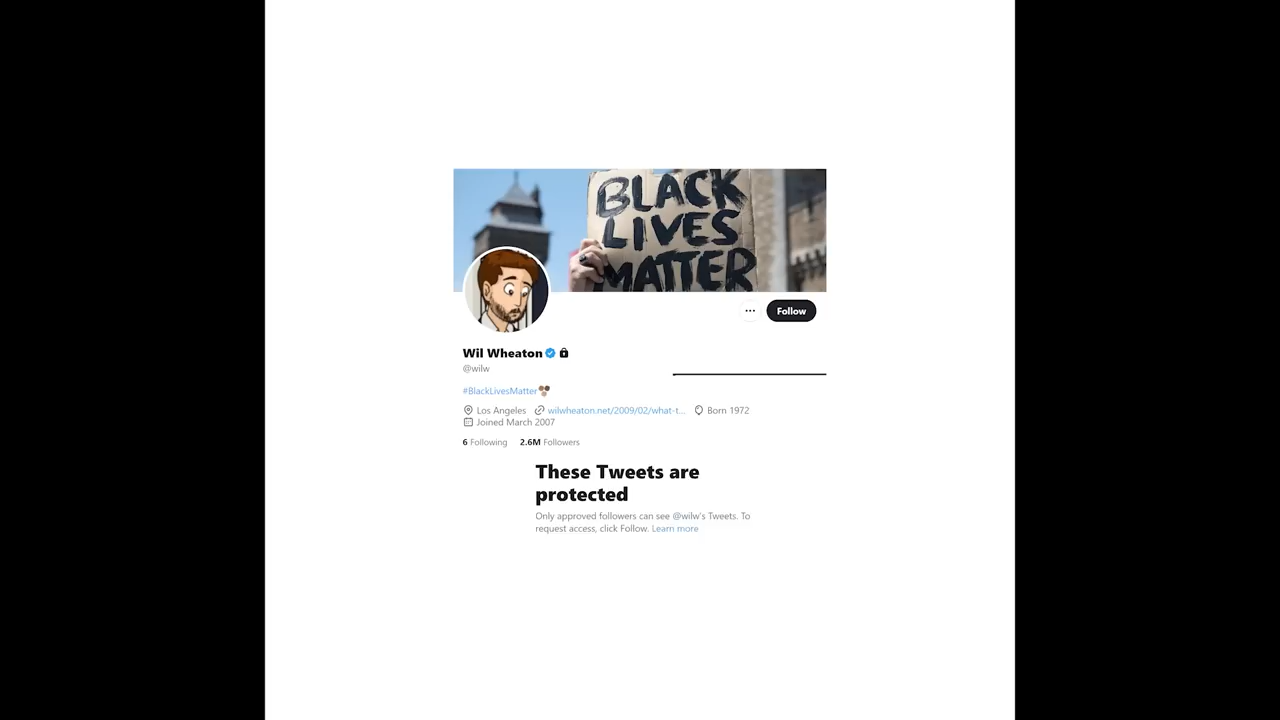 BLACK
LIVES
MATTER
Follow
Wil Wheaton
@wilw
#BlackLivesMatter
Los Angeles wilwheaton.net/2009/02/what-t... Born 1972
Joined March 2007
6 Following 2.6M Followers
These Tweets are
protected
Only approved followers can see @wilw's Tweets. To
request access, click Follow. Learn more